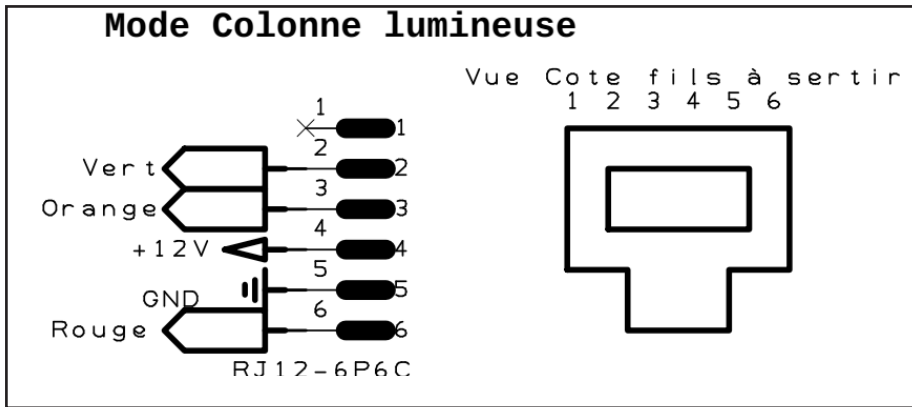 Mode Colonne lumineuse
Vue Cote fils à sertir
1 2 3 4 5 6
1 1
Vert 2 2
Orange 3 3
+12V 4 4
GND 5 5
Rouge 6 6
RJ12-6P6C